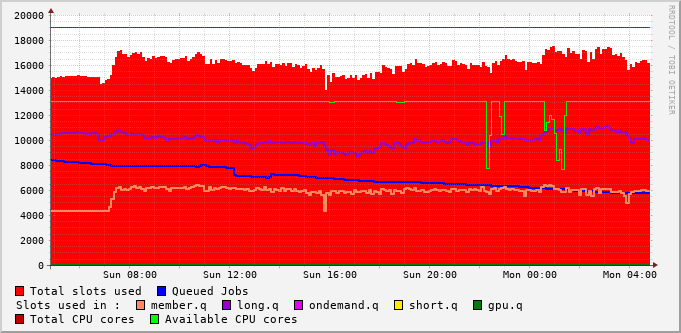 20000
18000
16000
14000
12000
10000
8000
6000
4000
2000
0
Sun 08:00 Sun 12:00 Sun 16:00 Sun 20:00 Mon 00:00 Mon 04:00
Total slots used Queued Jobs
Slots used in : member.q long.q ondemand.q short.q gpu.q
Total CPU cores Available CPU cores
RRDTOOL / TOBI OETIKER